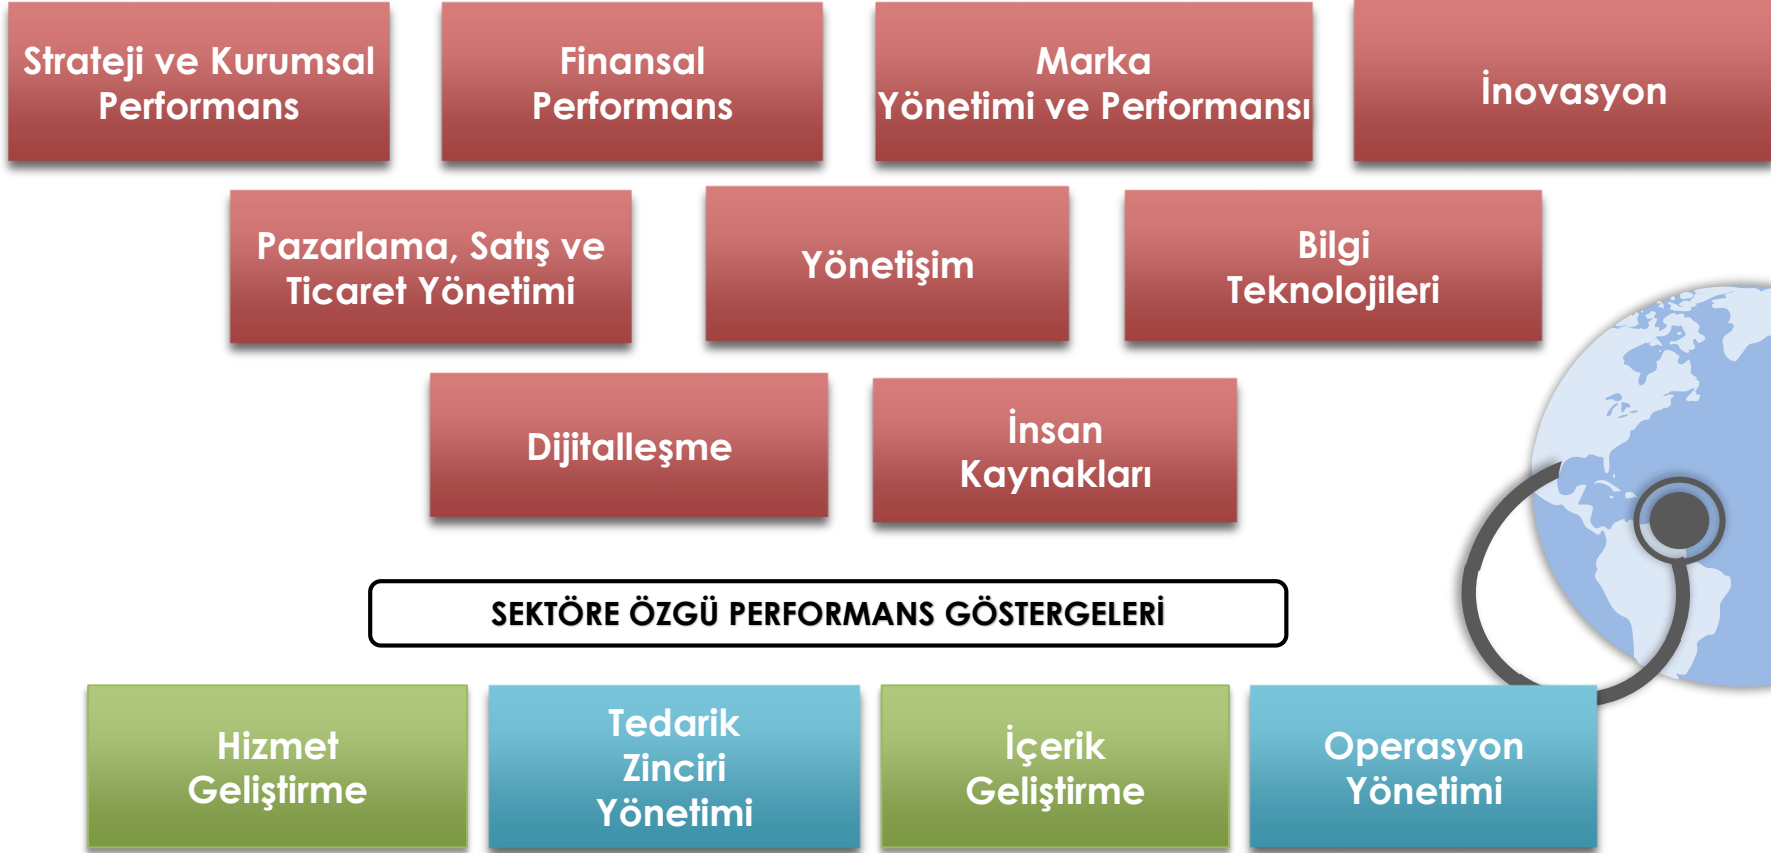 Strateji ve Kurumsal
Performans
Finansal
Performans
Marka
Yönetimi ve Performansı
İnovasyon
Pazarlama, Satış ve
Ticaret Yönetimi
Yönetişim
Bilgi
Teknolojileri
Dijitalleşme
İnsan
Kaynakları
SEKTÖRE ÖZGÜ PERFORMANS GÖSTERGELERİ
Hizmet
Geliştirme
Tedarik
Zinciri
Yönetimi
İçerik
Geliştirme
Operasyon
Yönetimi